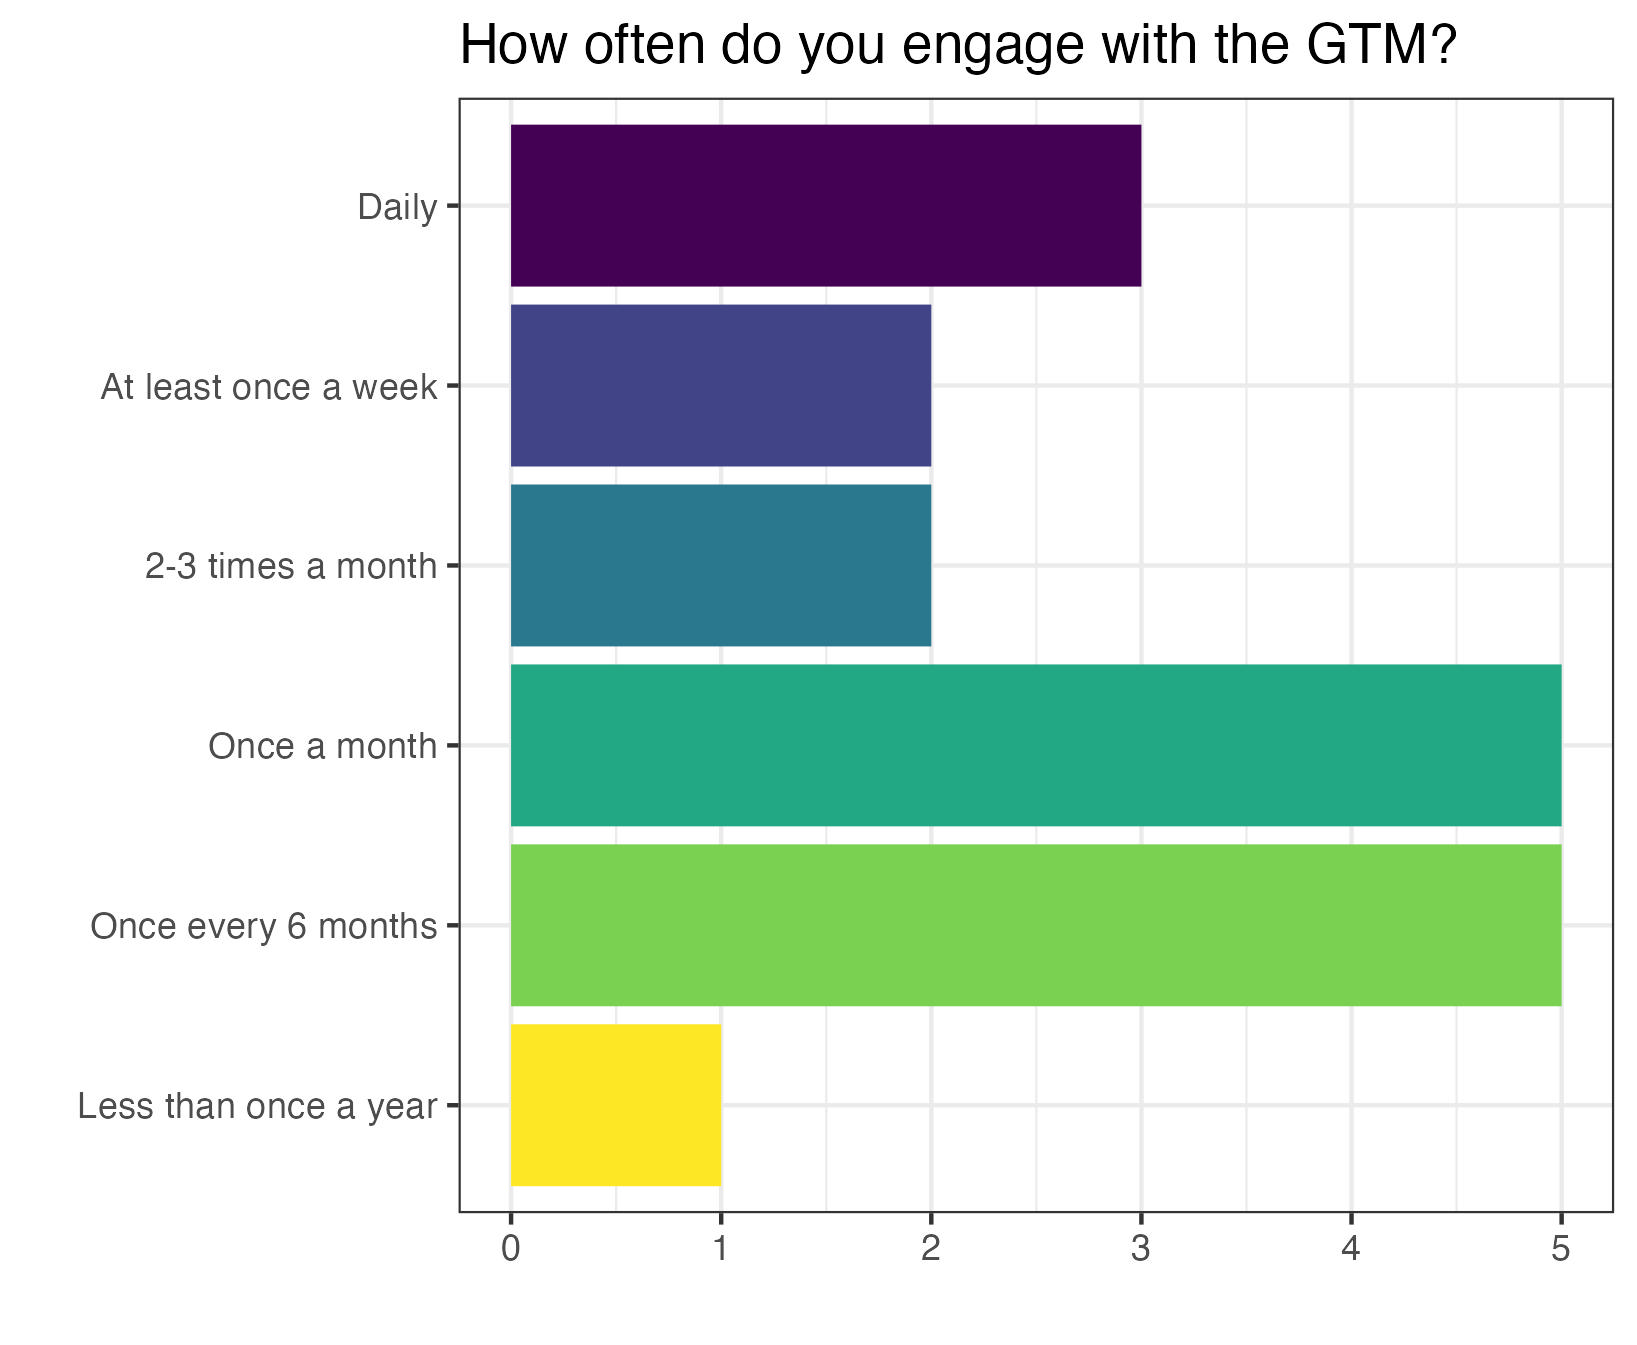 How often do you engage with the GTM?
Daily
At least once a week
2-3 times a month
Once a month
Once every 6 months
Less than once a year
0 1 2 3 4 5